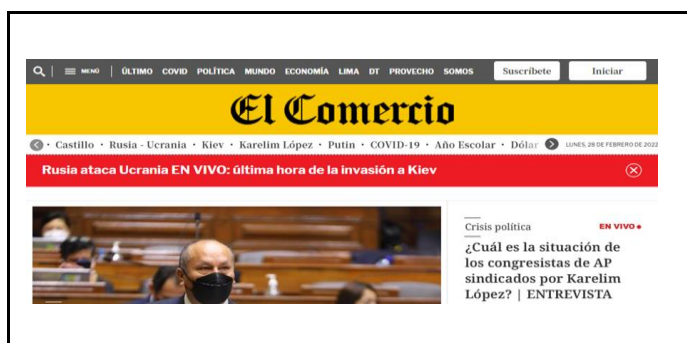 MENÚ ÚLTIMO COVID POLÍTICA MUNDO ECONOMÍA LIMA DT PROVECHO SOMOS Suscríbete Iniciar
El Comercio
• Castillo • Rusia - Ucrania • Kiev • Karelim López • Putin • COVID-19 • Año Escolar • Dólar LUNES, 28 DE FEBRERO DE 2022
Rusia ataca Ucrania EN VIVO: última hora de la invasión a Kiev
Crisis política EN VIVO
¿Cuál es la situación de
los congresistas de AP
sindicados por Karelim
López? | ENTREVISTA